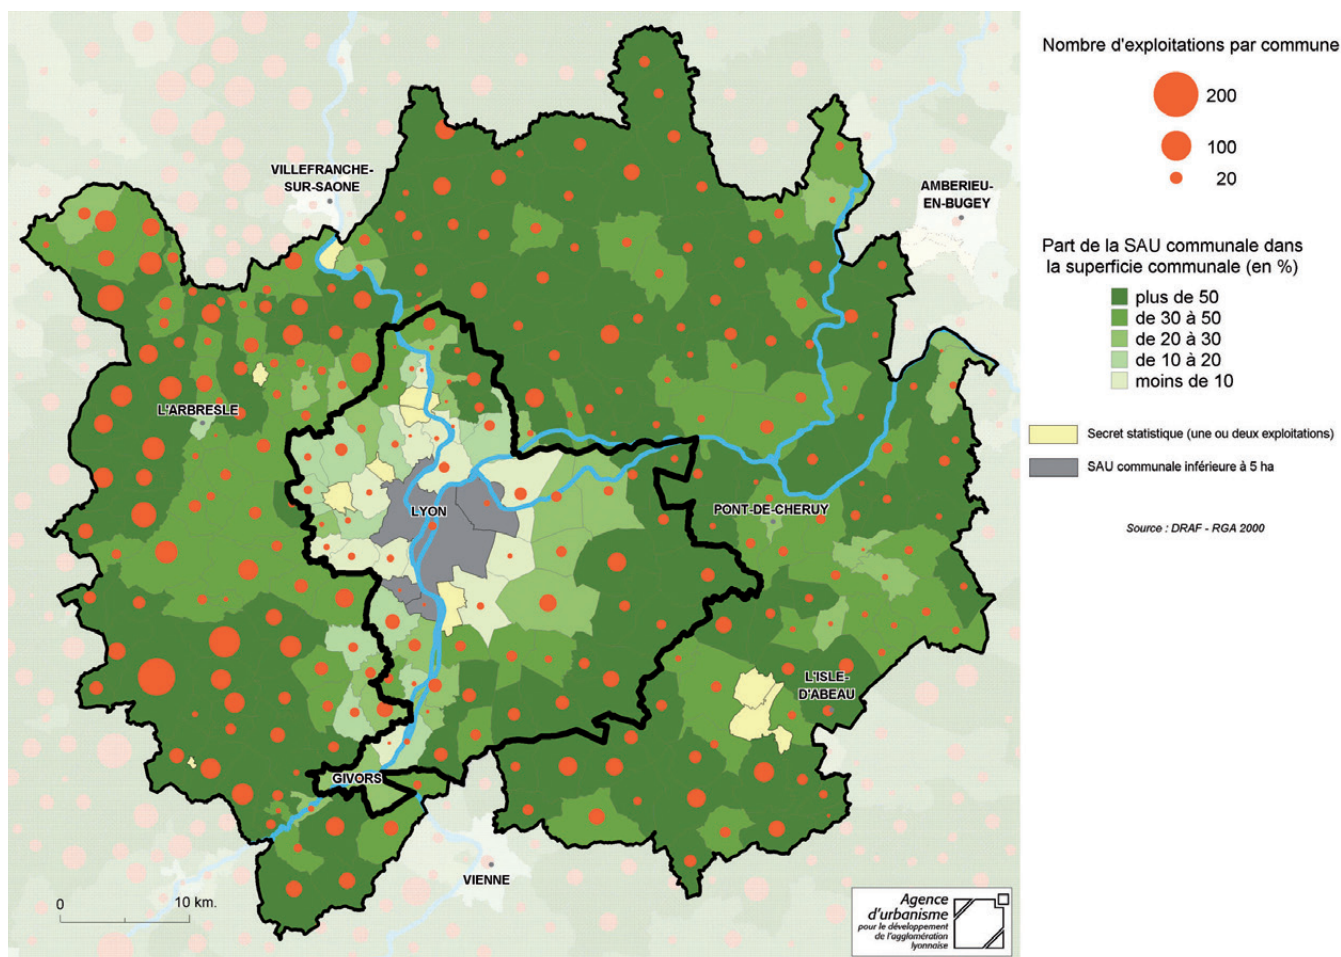 Nombre d'exploitations par commune
200
100
20
Part de la SAU communale dans
la superficie communale (en %)
plus de 50
de 30 à 50
de 20 à 30
de 10 à 20
moins de 10
Secret statistique (une ou deux exploitations)
SAU communale inférieure à 5 ha
Source : DRAF - RGA 2000
VILLEFRANCHE-
SUR-SAONE
AMBERIEU-
EN-BUGEY
L'ARBRESLE
LYON
PONT-DE-CHERUY
L'ISLE-
D'ABEAU
GIVORS
VIENNE
0
10 km.
Agence
d'urbanisme
pour le développement
de l'agglomération
lyonnaise